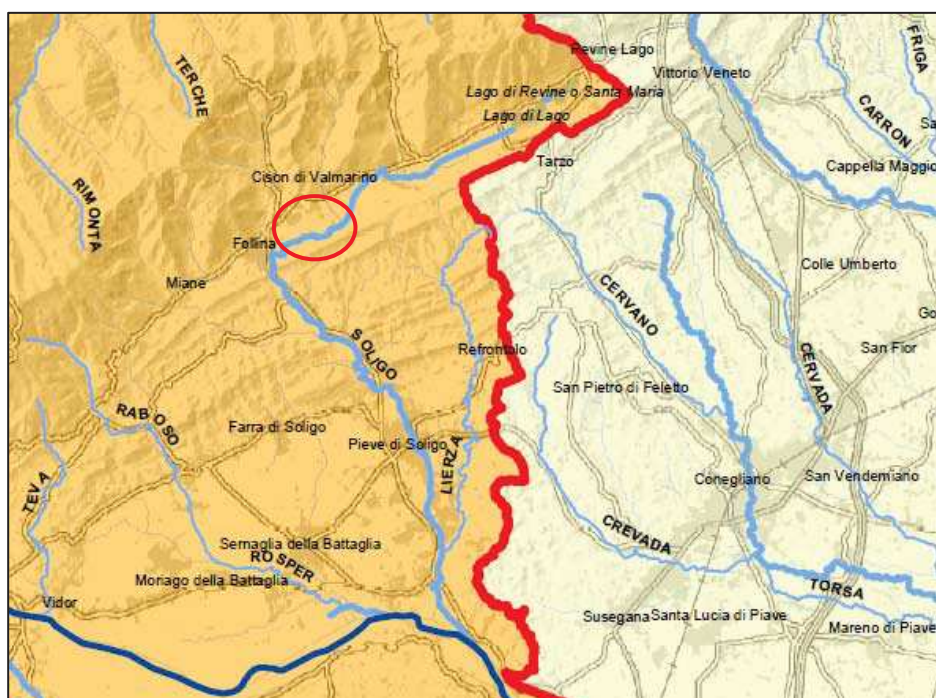 Revine Lago
FRIGA
TERCHE
Vittorio Veneto
Lago di Revine o Santa Maria
CARRON
Lago di Lago
Sa
Tarzo
Cappella Maggio
Cison di Valmarino
RIMONTA
Follina
Colle Umberto
Miane
CERVANO
Go
SOLIGO
Refrontolo
San Fior
CERVADA
San Pietro di Feletto
RABOSO
Farra di Soligo
Pieve di Soligo
LIERZA
TEVA
Conegliano
San Vendemiano
CREVADA
Sernaglia della Battaglia
ROSPER
Moriago della Battaglia
TORSA
Vidor
Susegana
Santa Lucia di Piave
Mareno di Piave